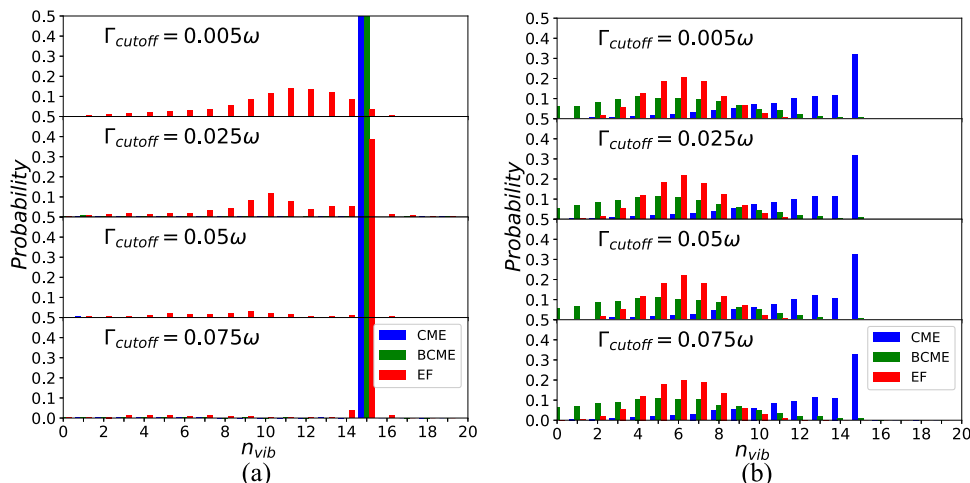 Probability
0.5
0.4
0.3
0.2
0.1
0.5
0.4
0.3
0.2
0.1
0.5
0.4
0.3
0.2
0.1
0.5
0.4
0.3
0.2
0.1
0.0
Γcutoff = 0.005ω
Γcutoff = 0.025ω
Γcutoff = 0.05ω
Γcutoff = 0.075ω
CME
BCME
EF
0 2 4 6 8 10 12 14 16 18 20
nvib
(a)
Probability
0.5
0.4
0.3
0.2
0.1
0.5
0.4
0.3
0.2
0.1
0.5
0.4
0.3
0.2
0.1
0.5
0.4
0.3
0.2
0.1
0.0
Γcutoff = 0.005ω
Γcutoff = 0.025ω
Γcutoff = 0.05ω
Γcutoff = 0.075ω
CME
BCME
EF
0 2 4 6 8 10 12 14 16 18 20
nvib
(b)